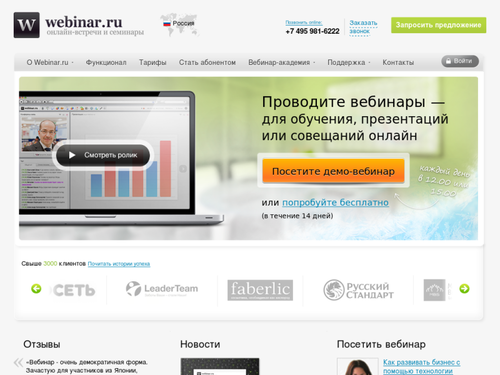 webinar.ru
онлайн-встречи и семинары
Россия
Позвонить online:
+7 495 981-6222
Заказать
звонок
Запросить предложение
О Webinar.ru
Функционал
Тарифы
Стать абонентом
Вебинар-академия
Поддержка
Контакты
Войти
Проводите вебинары —
для обучения, презентаций
или совещаний онлайн
Смотреть ролик
Посетите демо-вебинар
каждый день
в 12:00 или
или попробуйте бесплатно
(в течение 14 дней)
Свыше 3000 клиентов Почитать истории успеха
СЕТЬ
LeaderTeam
faberlic
РУССКИЙ
СТАНДАРТ
Отзывы
Новости
Посетить вебинар
«Вебинар - очень демократичная форма.
Зачастую для участников из Японии,
Как развивать бизнес с
помощью технологии